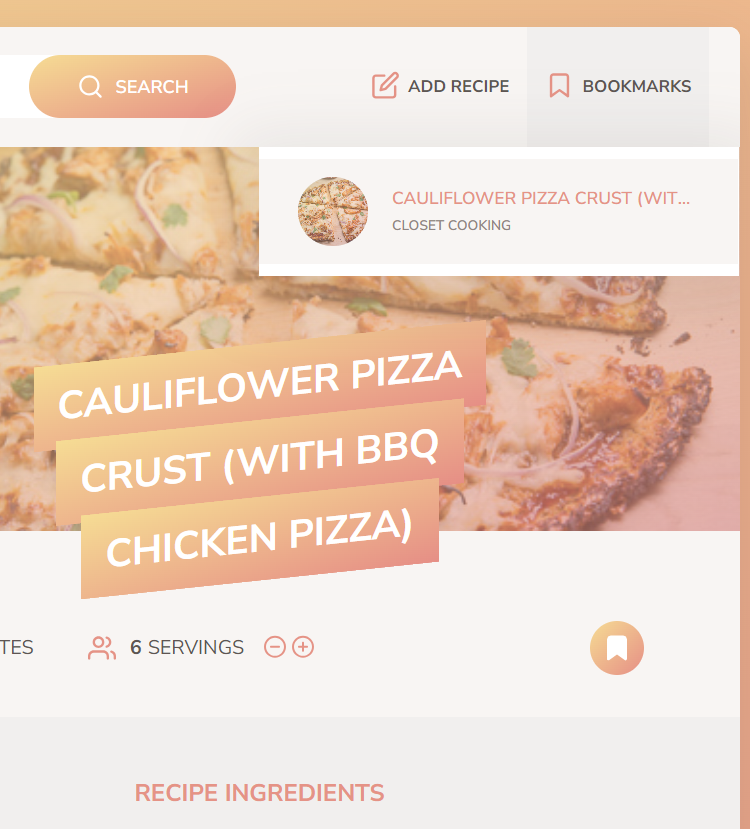 SEARCH
ADD RECIPE
BOOKMARKS
CAULIFLOWER PIZZA CRUST (WIT...
CLOSET COOKING
CAULIFLOWER PIZZA
CRUST (WITH BBQ
CHICKEN PIZZA)
TES
6 SERVINGS
RECIPE INGREDIENTS